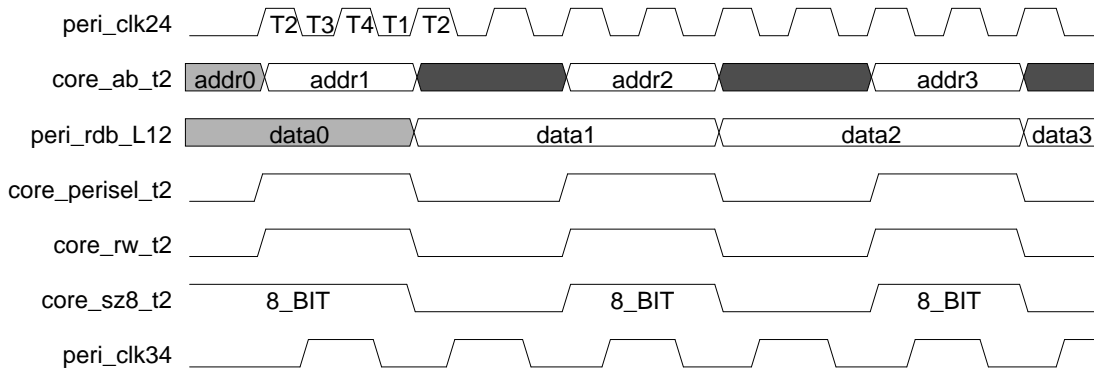 peri_clk24 T2 T3 T4 T1 T2
core_ab_t2 addr0 addr1 addr2 addr3
peri_rdb_L12 data0 data1 data2 data3
core_perisel_t2
core_rw_t2
core_sz8_t2 8_BIT 8_BIT 8_BIT
peri_clk34